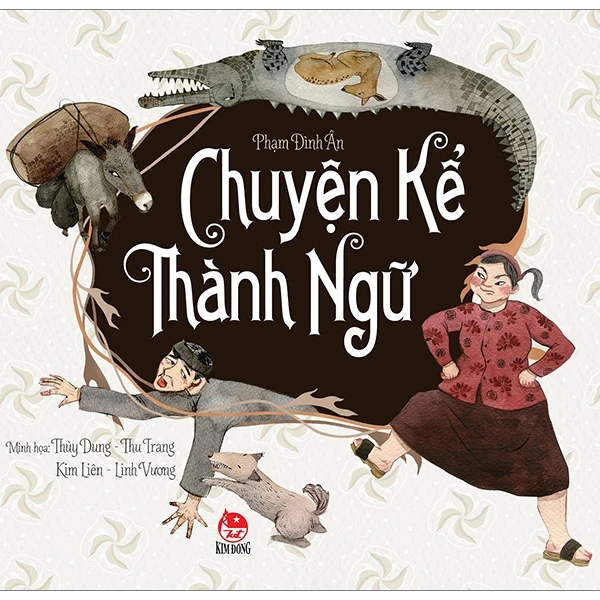 Phạm Đình Ân
Chuyện Kể
Thành Ngữ
Minh họa: Thùy Dung - Thu Trang
Kim Liên - Linh Vương
KIM ĐỒNG